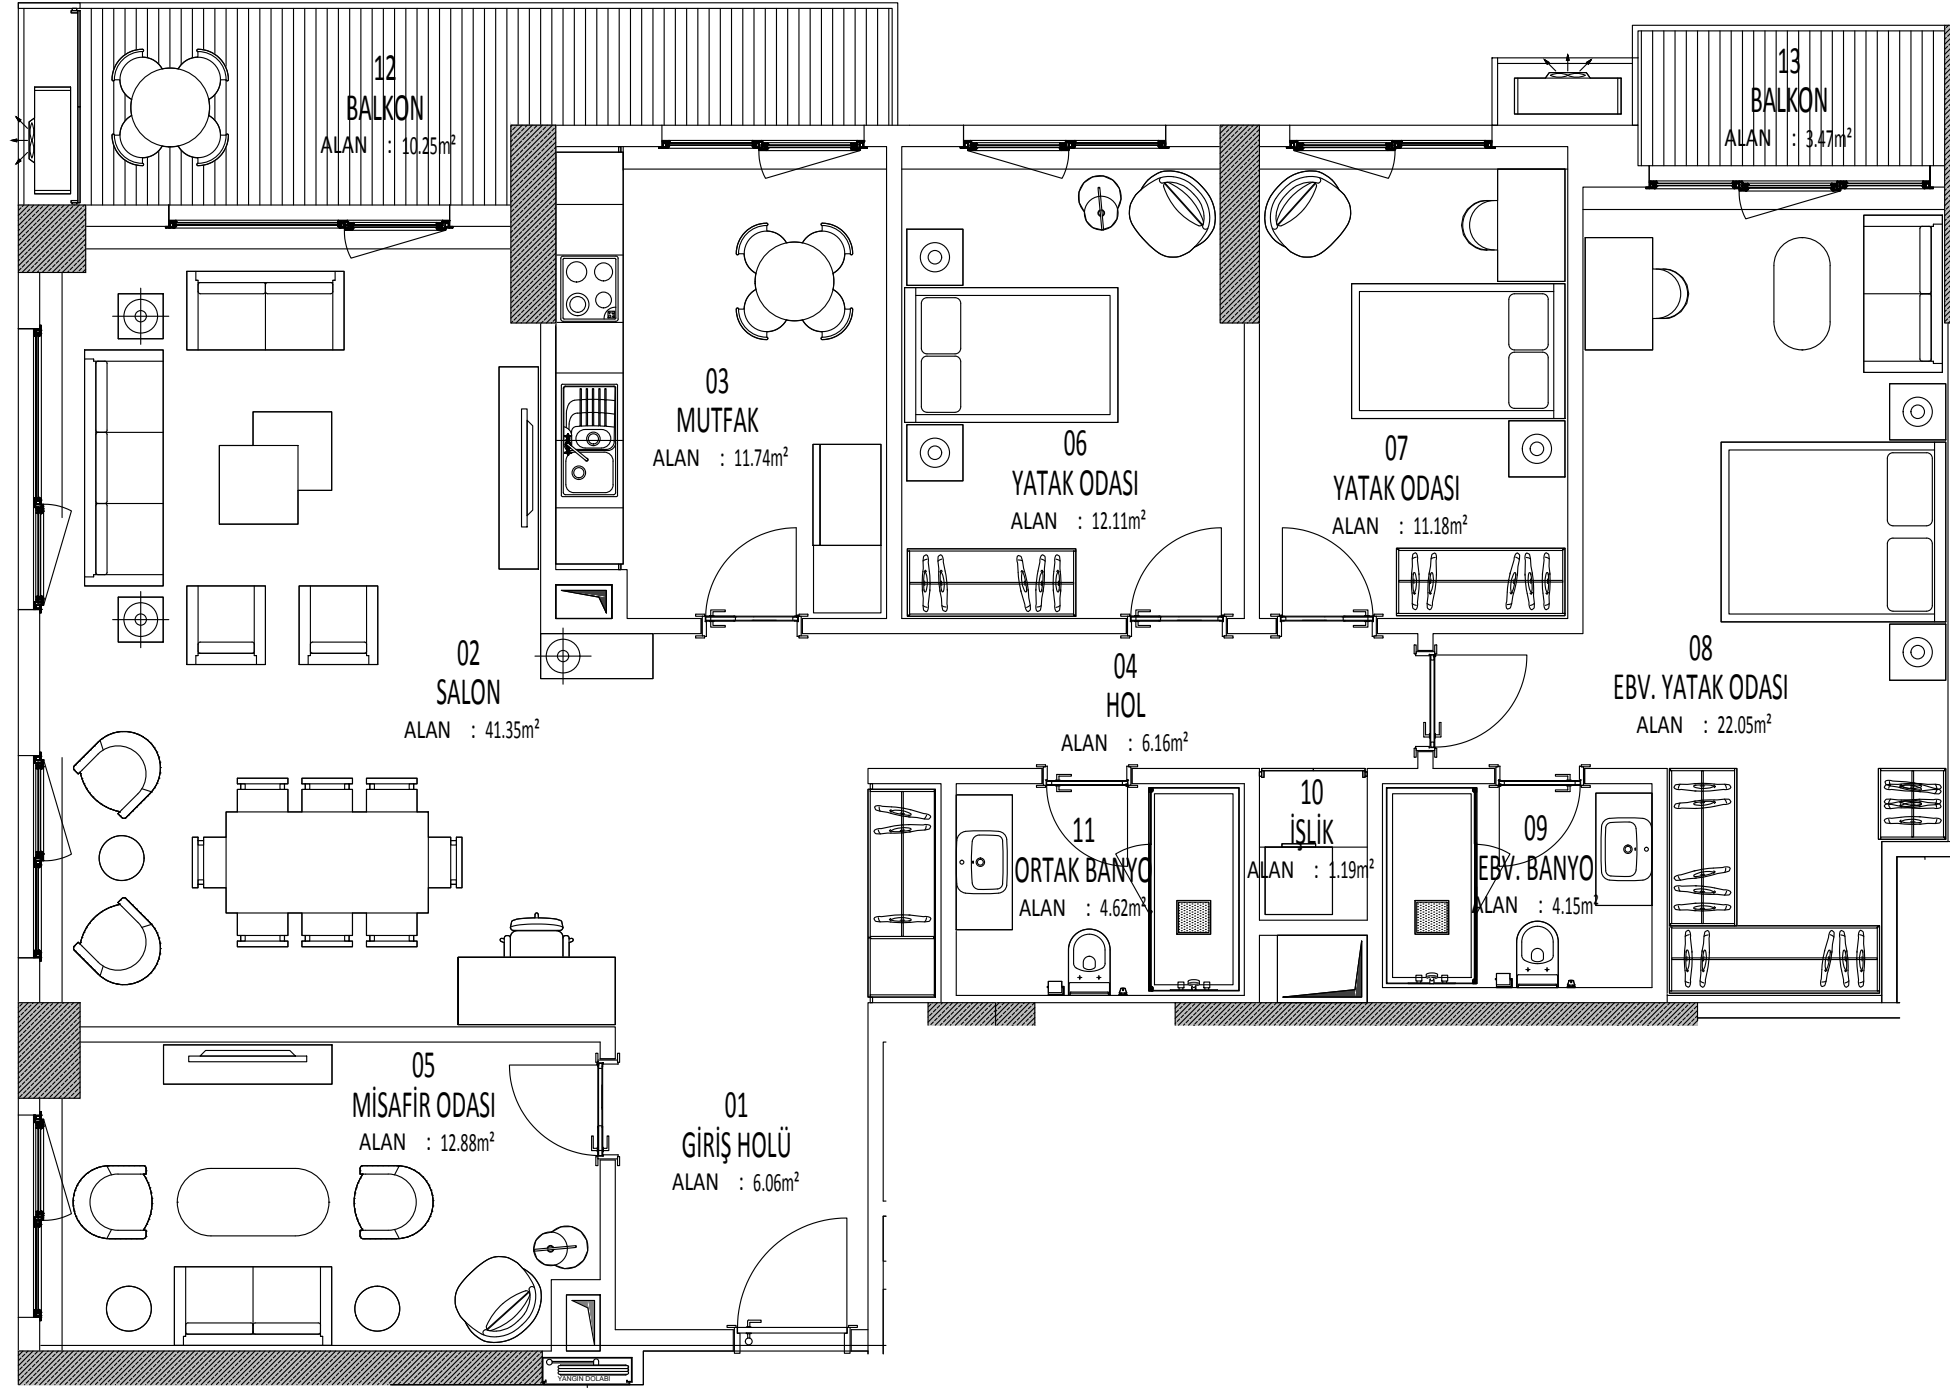 12
BALKON
ALAN : 10.25m²
13
BALKON
ALAN : 3.47m²
03
MUTFAK
ALAN : 11.74m²
06
YATAK ODASI
ALAN : 12.11m²
07
YATAK ODASI
ALAN : 11.18m²
02
SALON
ALAN : 41.35m²
04
HOL
ALAN : 6.16m²
08
EBV. YATAK ODASI
ALAN : 22.05m²
11
ORTAK BANYO
ALAN : 4.62m²
10
İŞLİK
ALAN : 1.19m²
09
EBV. BANYO
ALAN : 4.15m²
05
MİSAFİR ODASI
ALAN : 12.88m²
01
GİRİŞ HOLÜ
ALAN : 6.06m²
YANGIN DOLABI